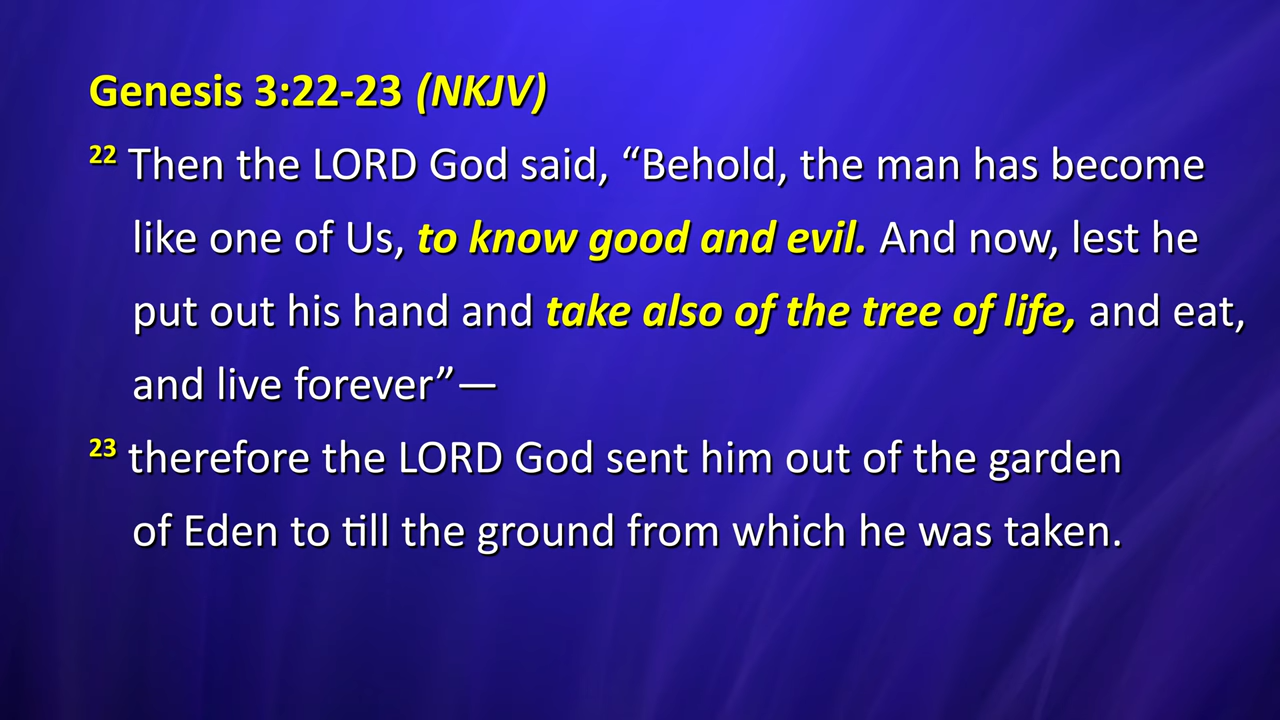 Genesis 3:22-23 (NKJV)
22 Then the LORD God said, “Behold, the man has become
like one of Us, to know good and evil. And now, lest he
put out his hand and take also of the tree of life, and eat,
and live forever”—
23 therefore the LORD God sent him out of the garden
of Eden to till the ground from which he was taken.